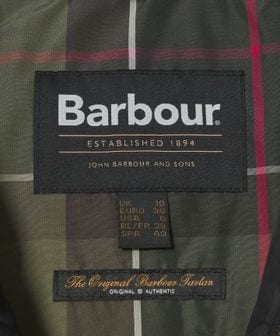 Barbour
ESTABLISHED 1894
JOHN BARBOUR AND SONS
UK 10
EURO 36
USA 6
BE/FR 38
SPA 40
The Original Barbour Tartan
ORIGINAL & AUTHENTIC